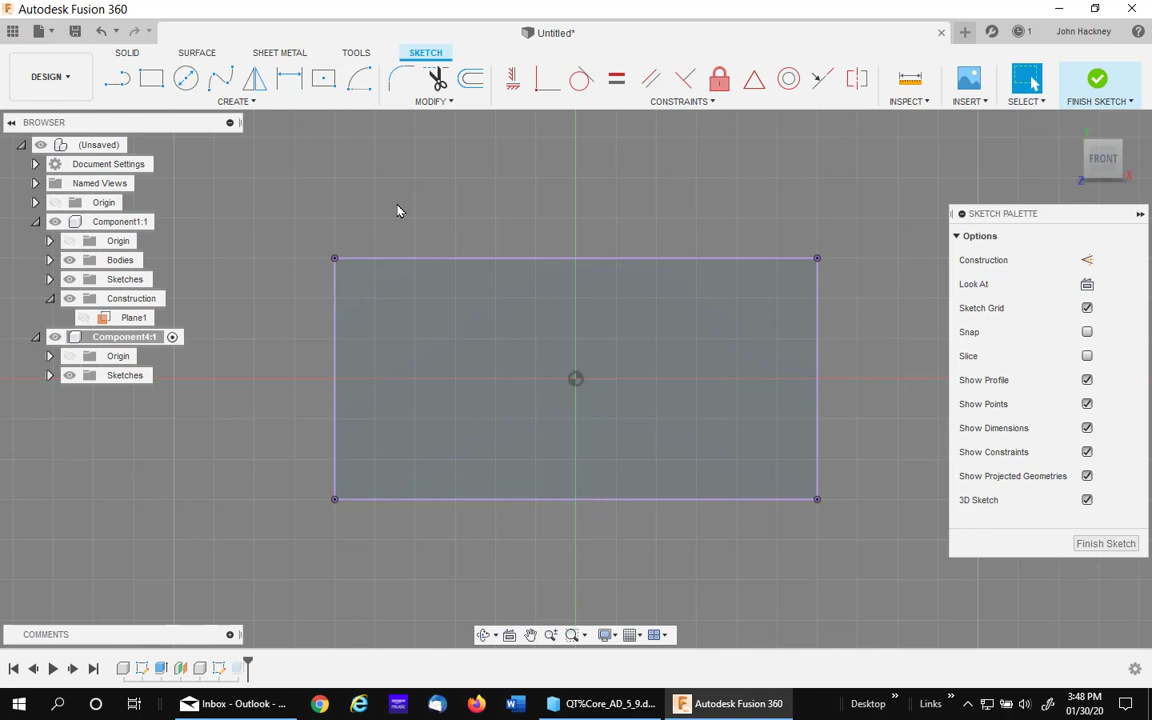 Autodesk Fusion 360
Untitled*
1
John Hackney
DESIGN
SOLID
SURFACE
SHEET METAL
TOOLS
SKETCH
CREATE
MODIFY
CONSTRAINTS
INSPECT
INSERT
SELECT
FINISH SKETCH
BROWSER
(Unsaved)
Document Settings
Named Views
Origin
Component1:1
Origin
Bodies
Sketches
Construction
Plane1
Component4:1
Origin
Sketches
Y
FRONT
X
Z
SKETCH PALETTE
Options
Construction
Look At
Sketch Grid
Snap
Slice
Show Profile
Show Points
Show Dimensions
Show Constraints
Show Projected Geometries
3D Sketch
Finish Sketch
COMMENTS
Inbox - Outlook - ...
QT%Core_AD_5_9.d...
Autodesk Fusion 360
Desktop
Links
3:48 PM
01/30/20